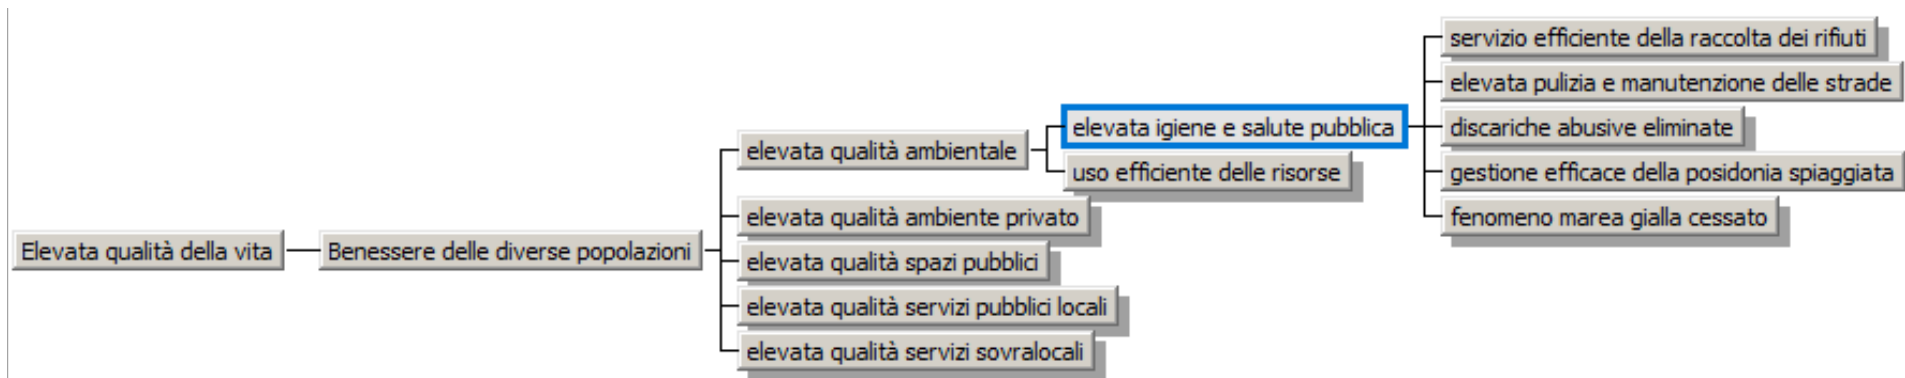 Elevata qualità della vita
Benessere delle diverse popolazioni
elevata qualità ambientale
elevata igiene e salute pubblica
servizio efficiente della raccolta dei rifiuti
elevata pulizia e manutenzione delle strade
discariche abusive eliminate
gestione efficace della posidonia spiaggiata
fenomeno marea gialla cessato
uso efficiente delle risorse
elevata qualità ambiente privato
elevata qualità spazi pubblici
elevata qualità servizi pubblici locali
elevata qualità servizi sovralocali